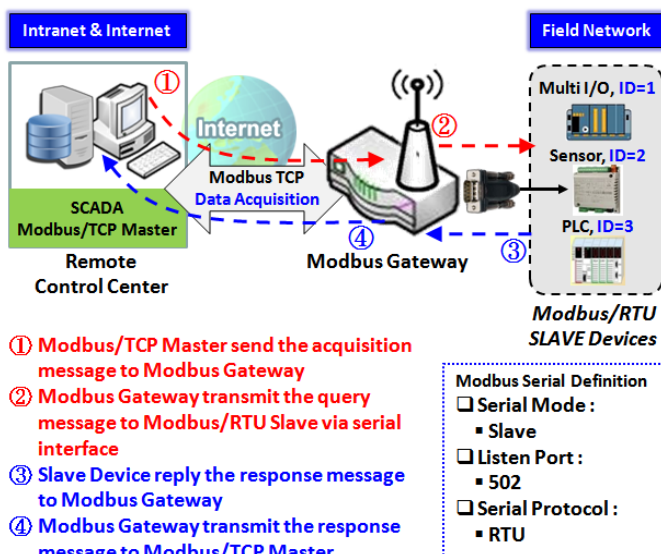 Intranet & Internet
Field Network
①
Internet
②
Multi I/O, ID=1
Sensor, ID=2
PLC, ID=3
Modbus TCP
Data Acquisition
SCADA
Modbus/TCP Master
④
③
Remote
Control Center
Modbus Gateway
Modbus/RTU
SLAVE Devices
① Modbus/TCP Master send the acquisition
message to Modbus Gateway
② Modbus Gateway transmit the query
message to Modbus/RTU Slave via serial
interface
③ Slave Device reply the response message
to Modbus Gateway
④ Modbus Gateway transmit the response
message to Modbus/TCP Master
Modbus Serial Definition
❑ Serial Mode :
▪ Slave
❑ Listen Port :
▪ 502
❑ Serial Protocol :
▪ RTU